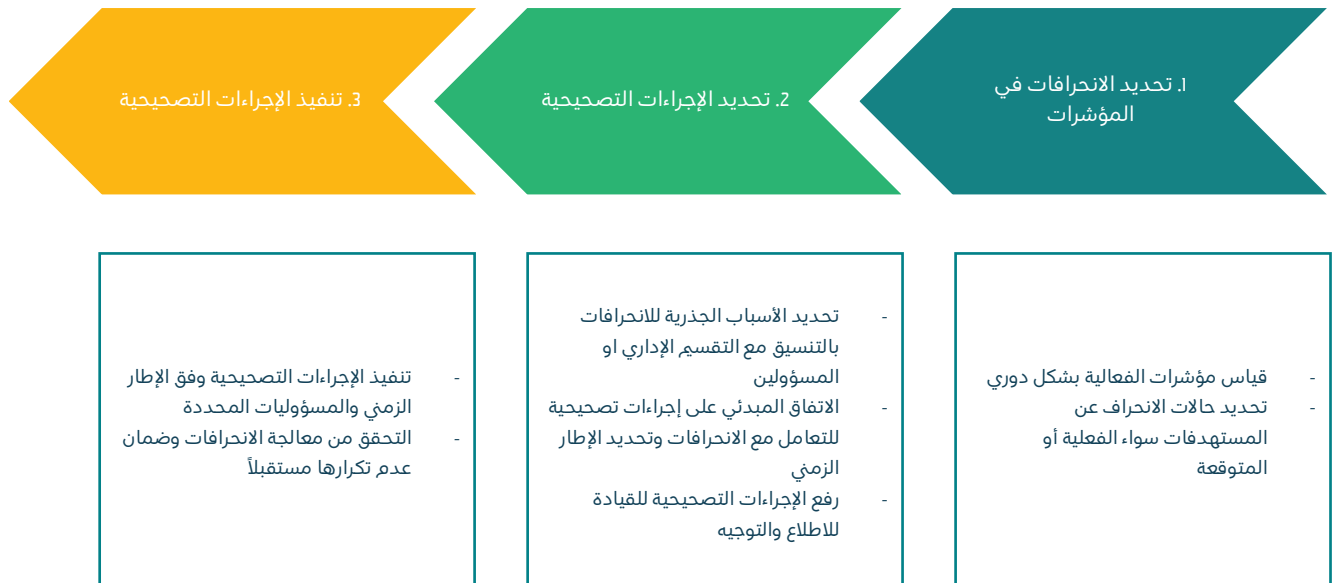 1. تحديد الانحرافات في
المؤشرات
2. تحديد الإجراءات التصحيحية
3. تنفيذ الإجراءات التصحيحية
- قياس مؤشرات الفعالية بشكل دوري
- تحديد حالات الانحراف عن
المستهدفات سواء الفعلية أو
المتوقعة
- تحديد الأسباب الجذرية للانحرافات
بالتنسيق مع التقسيم الإداري او
المسؤولين
- الاتفاق المبدئي على إجراءات تصحيحية
للتعامل مع الانحرافات وتحديد الإطار
الزمني
- رفع الإجراءات التصحيحية للقيادة
للاطلاع والتوجيه
- تنفيذ الإجراءات التصحيحية وفق الإطار
الزمني والمسؤوليات المحددة
- التحقق من معالجة الانحرافات وضمان
عدم تكرارها مستقبلاً